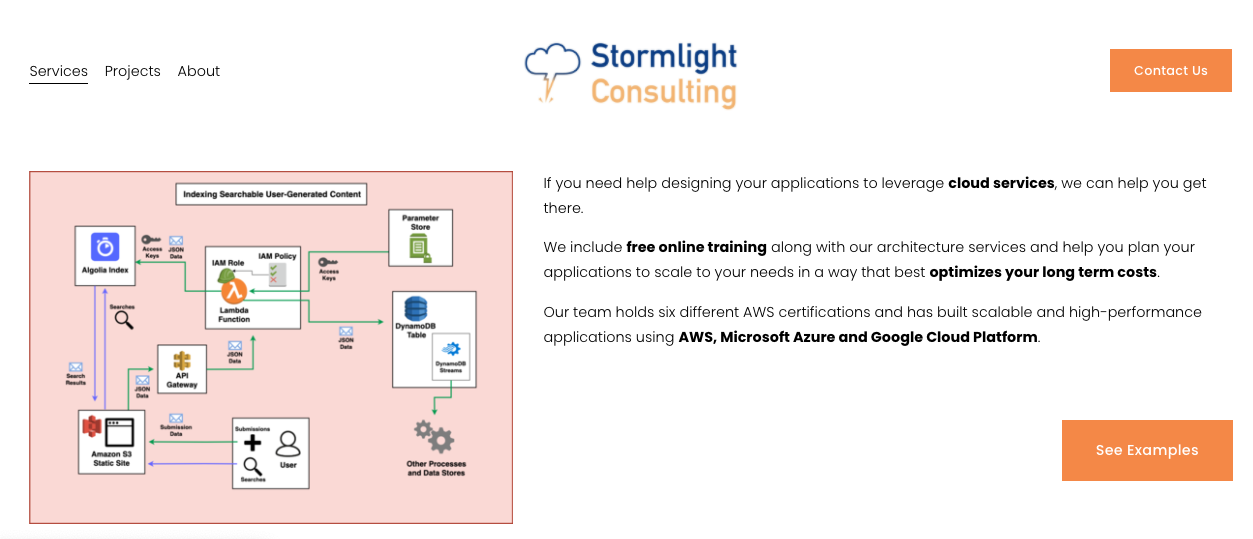 Services Projects About
Stormlight
Consulting
Contact Us
Indexing Searchable User-Generated Content
Parameter
Store
Access
Keys
JSON
Data
Algolia Index
IAM Role
IAM Policy
Lambda
Function
Access
Keys
Searches
DynamoDB
Table
JSON
Data
DynamoDB
Streams
JSON
Data
API
Gateway
Search
Results
JSON
Data
Submission
Data
Amazon S3
Static Site
Submissions
User
Searches
Other Processes
and Data Stores
If you need help designing your applications to leverage cloud services, we can help you get
there.
We include free online training along with our architecture services and help you plan your
applications to scale to your needs in a way that best optimizes your long term costs.
Our team holds six different AWS certifications and has built scalable and high-performance
applications using AWS, Microsoft Azure and Google Cloud Platform.
See Examples